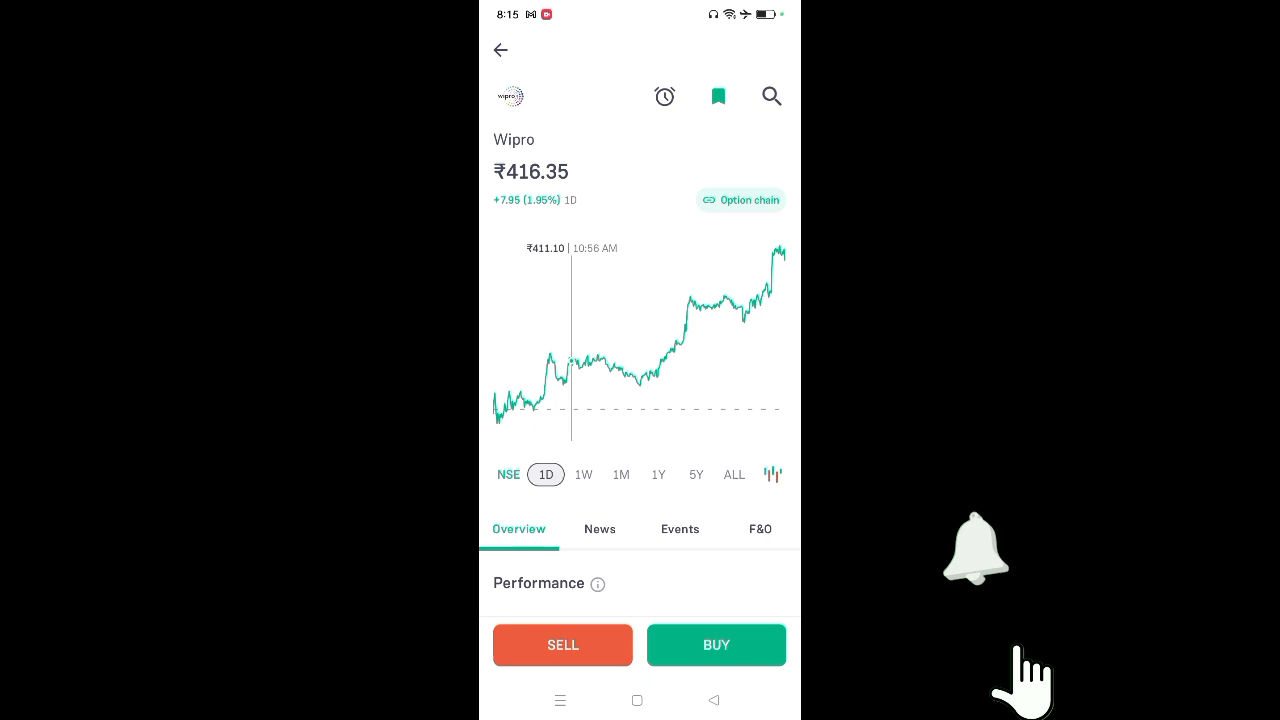 8:15
wipro
Wipro
₹416.35
+7.95 (1.95%) 1D
Option chain
₹411.10 | 10:56 AM
NSE 1D 1W 1M 1Y 5Y ALL
Overview News Events F&O
Performance
SELL BUY